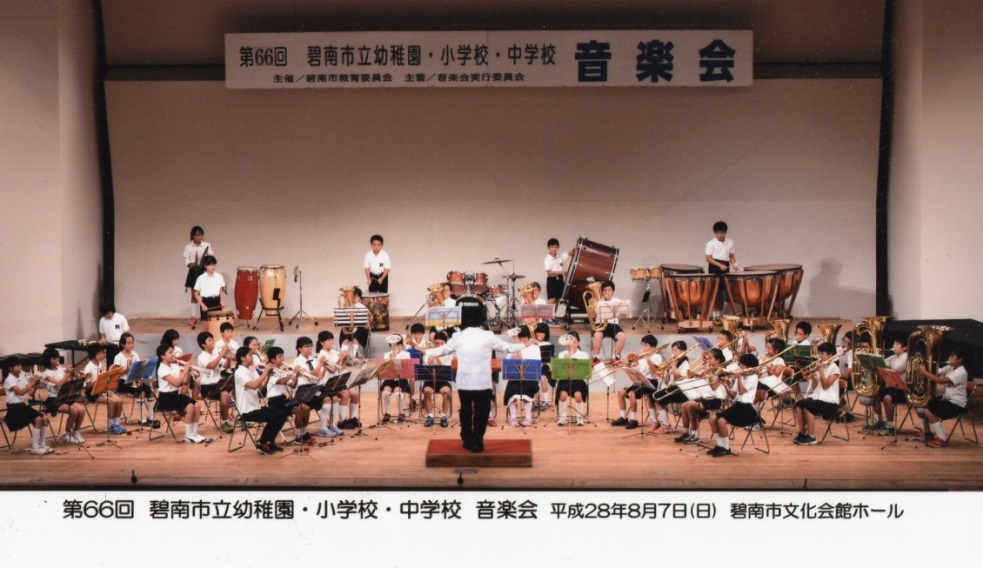 第66回 碧南市立幼稚園・小学校・中学校 音楽会
主催／碧南市教育委員会 主管／音楽会実行委員会
第66回 碧南市立幼稚園・小学校・中学校 音楽会 平成28年8月7日(日) 碧南市文化会館ホール